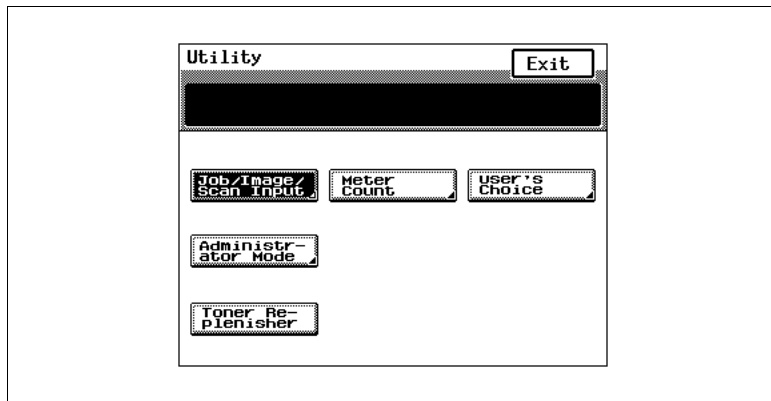 Utility
Exit
Job/Image/
Scan Input
Meter
Count
User's
Choice
Administr-
ator Mode
Toner Re-
plenisher